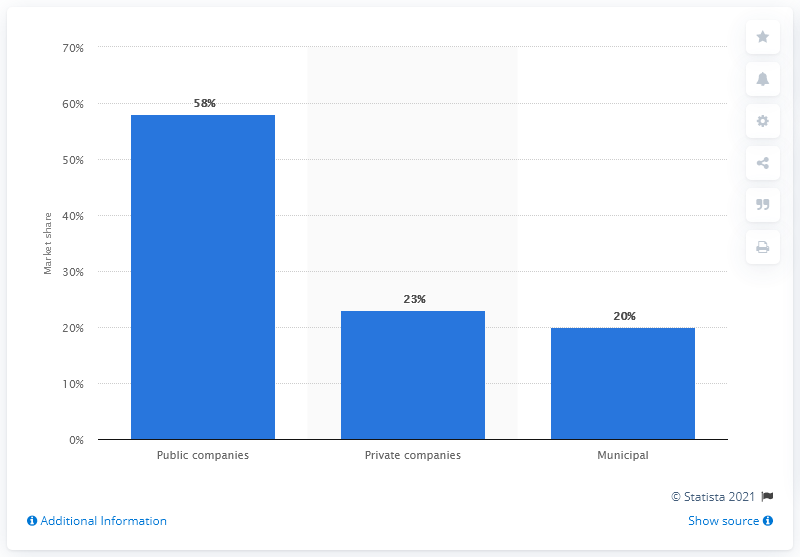 70%
60%
50%
40%
30%
20%
10%
0%
Market share
58%
23%
20%
Public companies
Private companies
Municipal
© Statista 2021
Additional Information
Show source